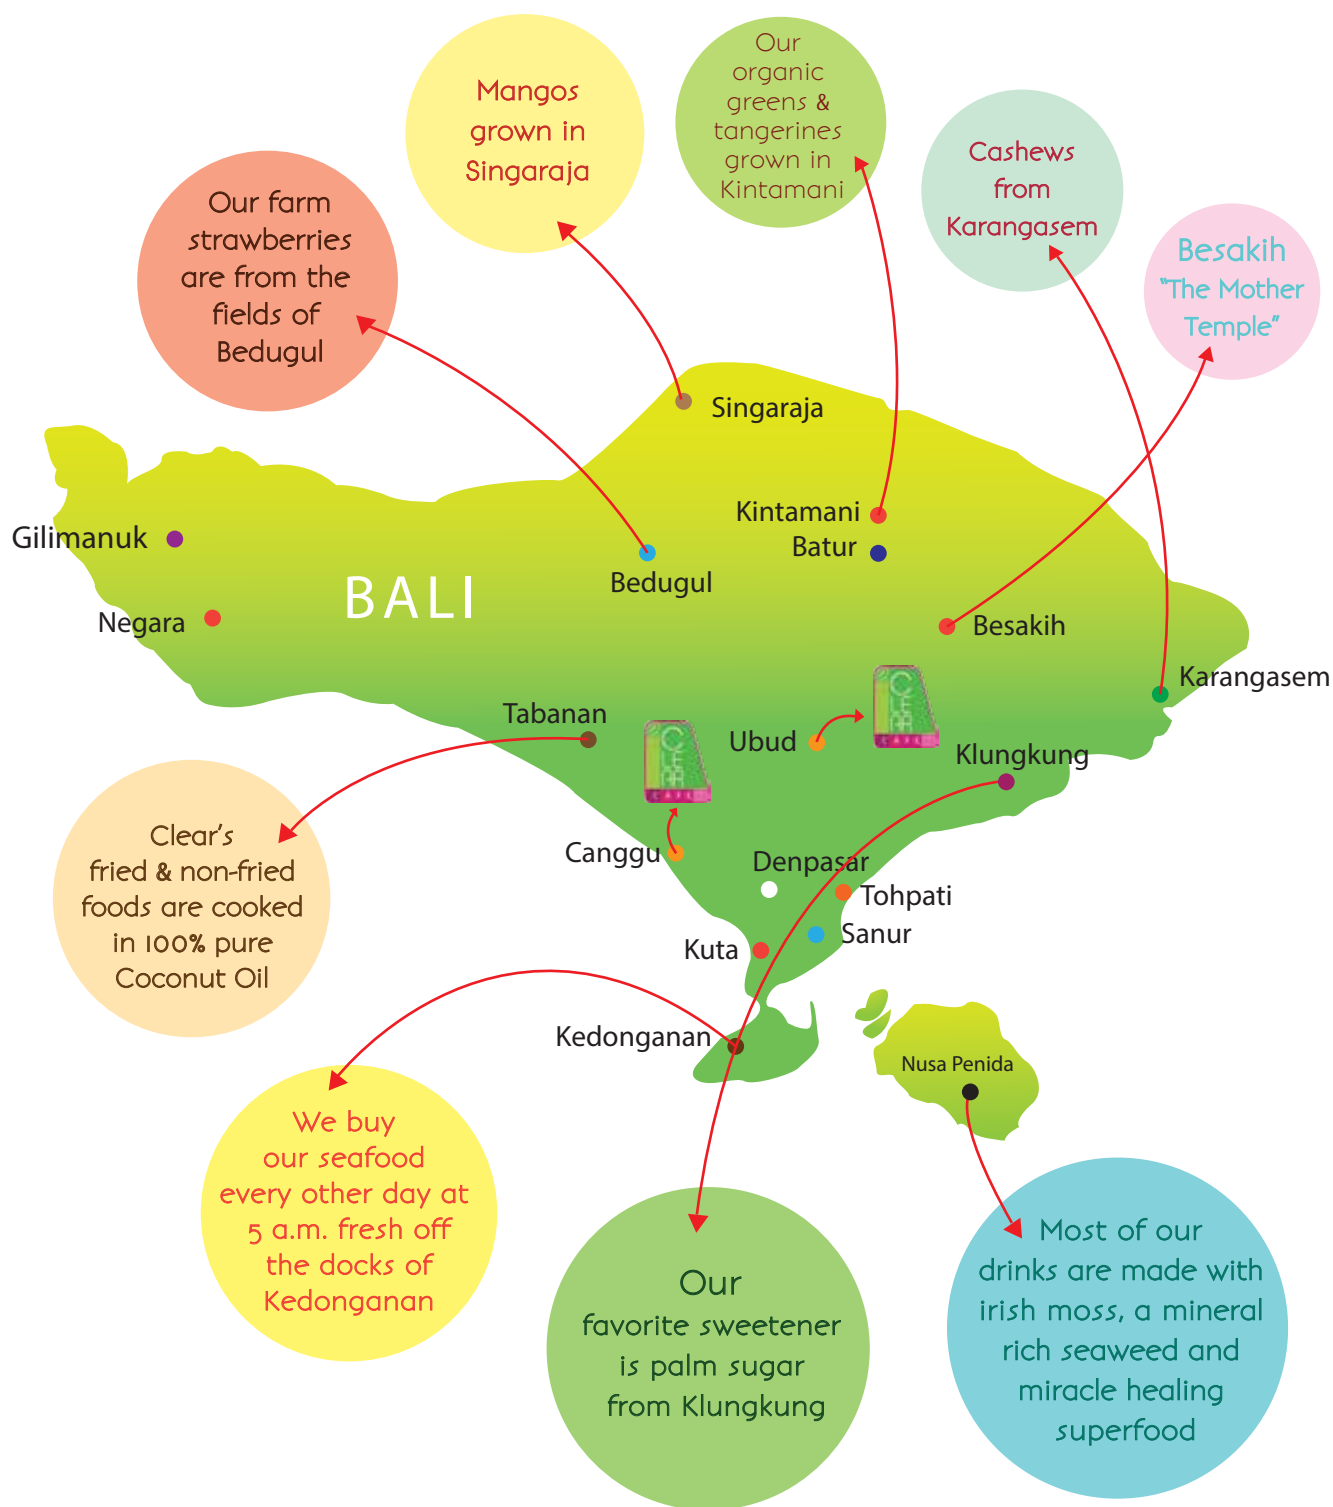 Our
organic
greens &
tangerines
grown in
Kintamani
Mangos
grown in
Singaraja
Cashews
from
Karangasem
Our farm
strawberries
are from the
fields of
Bedugul
Besakih
"The Mother
Temple"
Singaraja
Kintamani
Batur
Gilimanuk
Bedugul
BALI
Negara
Besakih
Karangasem
Tabanan
Ubud
Klungkung
CAFE
CAFE
Canggu
Denpasar
Tohpati
Sanur
Kuta
Clear's
fried & non-fried
foods are cooked
in 100% pure
Coconut Oil
Kedonganan
Nusa Penida
We buy
our seafood
every other day at
5 a.m. fresh off
the docks of
Kedonganan
Our
favorite sweetener
is palm sugar
from Klungkung
Most of our
drinks are made with
irish moss, a mineral
rich seaweed and
miracle healing
superfood